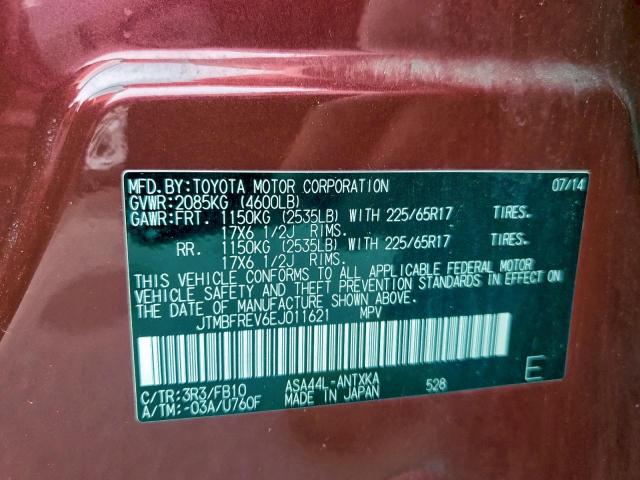 MFD.BY:TOYOTA MOTOR CORPORATION 07/14
GVWR:2085KG (4600LB)
GAWR:FRT. 1150KG (2535LB) WITH 225/65R17 TIRES.
17X6 1/2J RIMS.
RR. 1150KG (2535LB) WITH 225/65R17 TIRES.
17X6 1/2J RIMS.
THIS VEHICLE CONFORMS TO ALL APPLICABLE FEDERAL MOTOR
VEHICLE SAFETY AND THEFT PREVENTION STANDARDS IN EFFECT ON
THE DATE OF MANUFACTURE SHOWN ABOVE.
JTMBFREV6EJ011621 MPV
C/TR:3R3/FB10 ASA44L-ANTXKA 528 E
A/TM:-03A/U760F MADE IN JAPAN